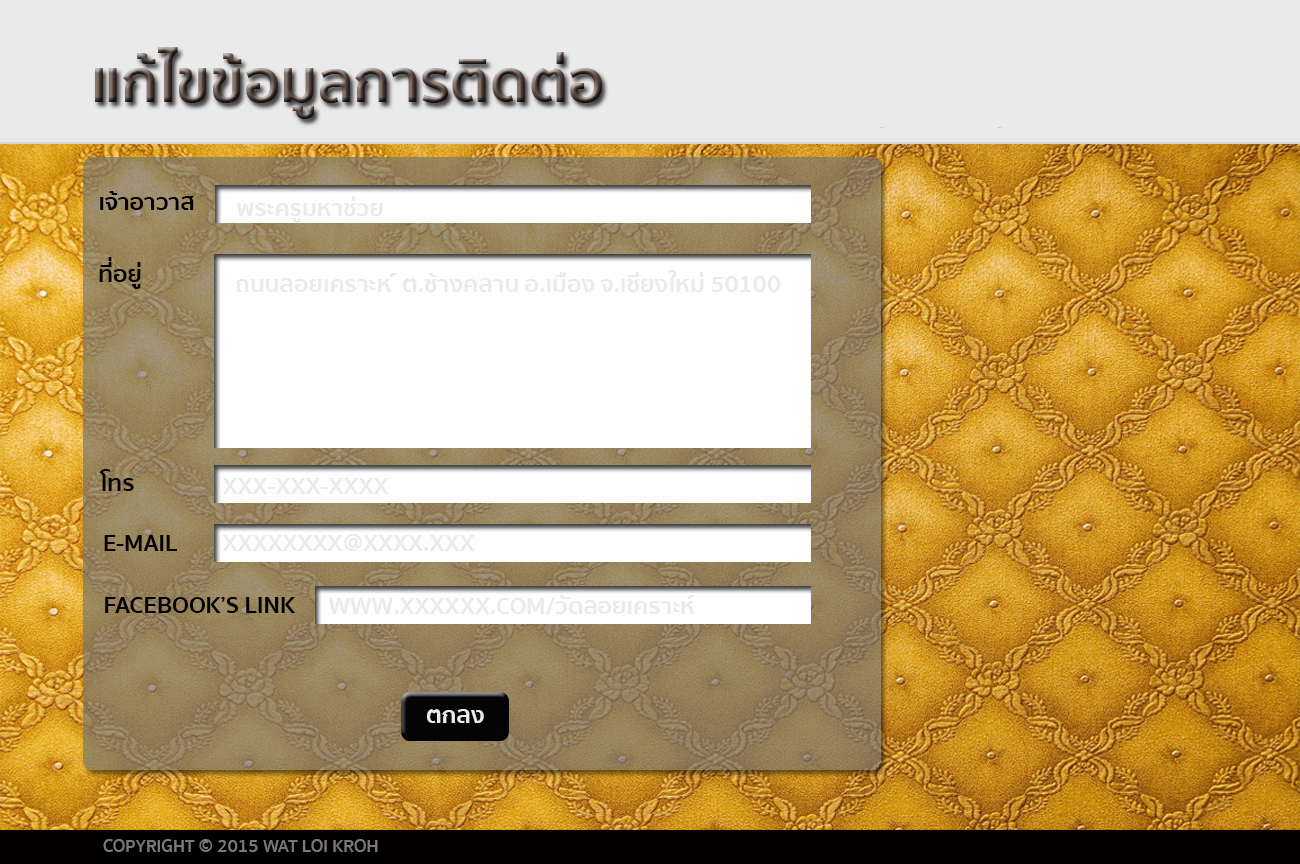 แก้ไขข้อมูลการติดต่อ
เจ้าอาวาส พระครูมหาช่วย
ที่อยู่ ถนนลอยเคราะห ์ ต.ช้างคลาน อ.เมือง จ.เชียงใหม่ 50100
โทร XXX-XXX-XXXX
E-MAIL XXXXXXXX@XXXX.XXX
FACEBOOK'S LINK WWW.XXXXXX.COM/วัดลอยเคราะห์
ตกลง
COPYRIGHT © 2015 WAT LOI KROH